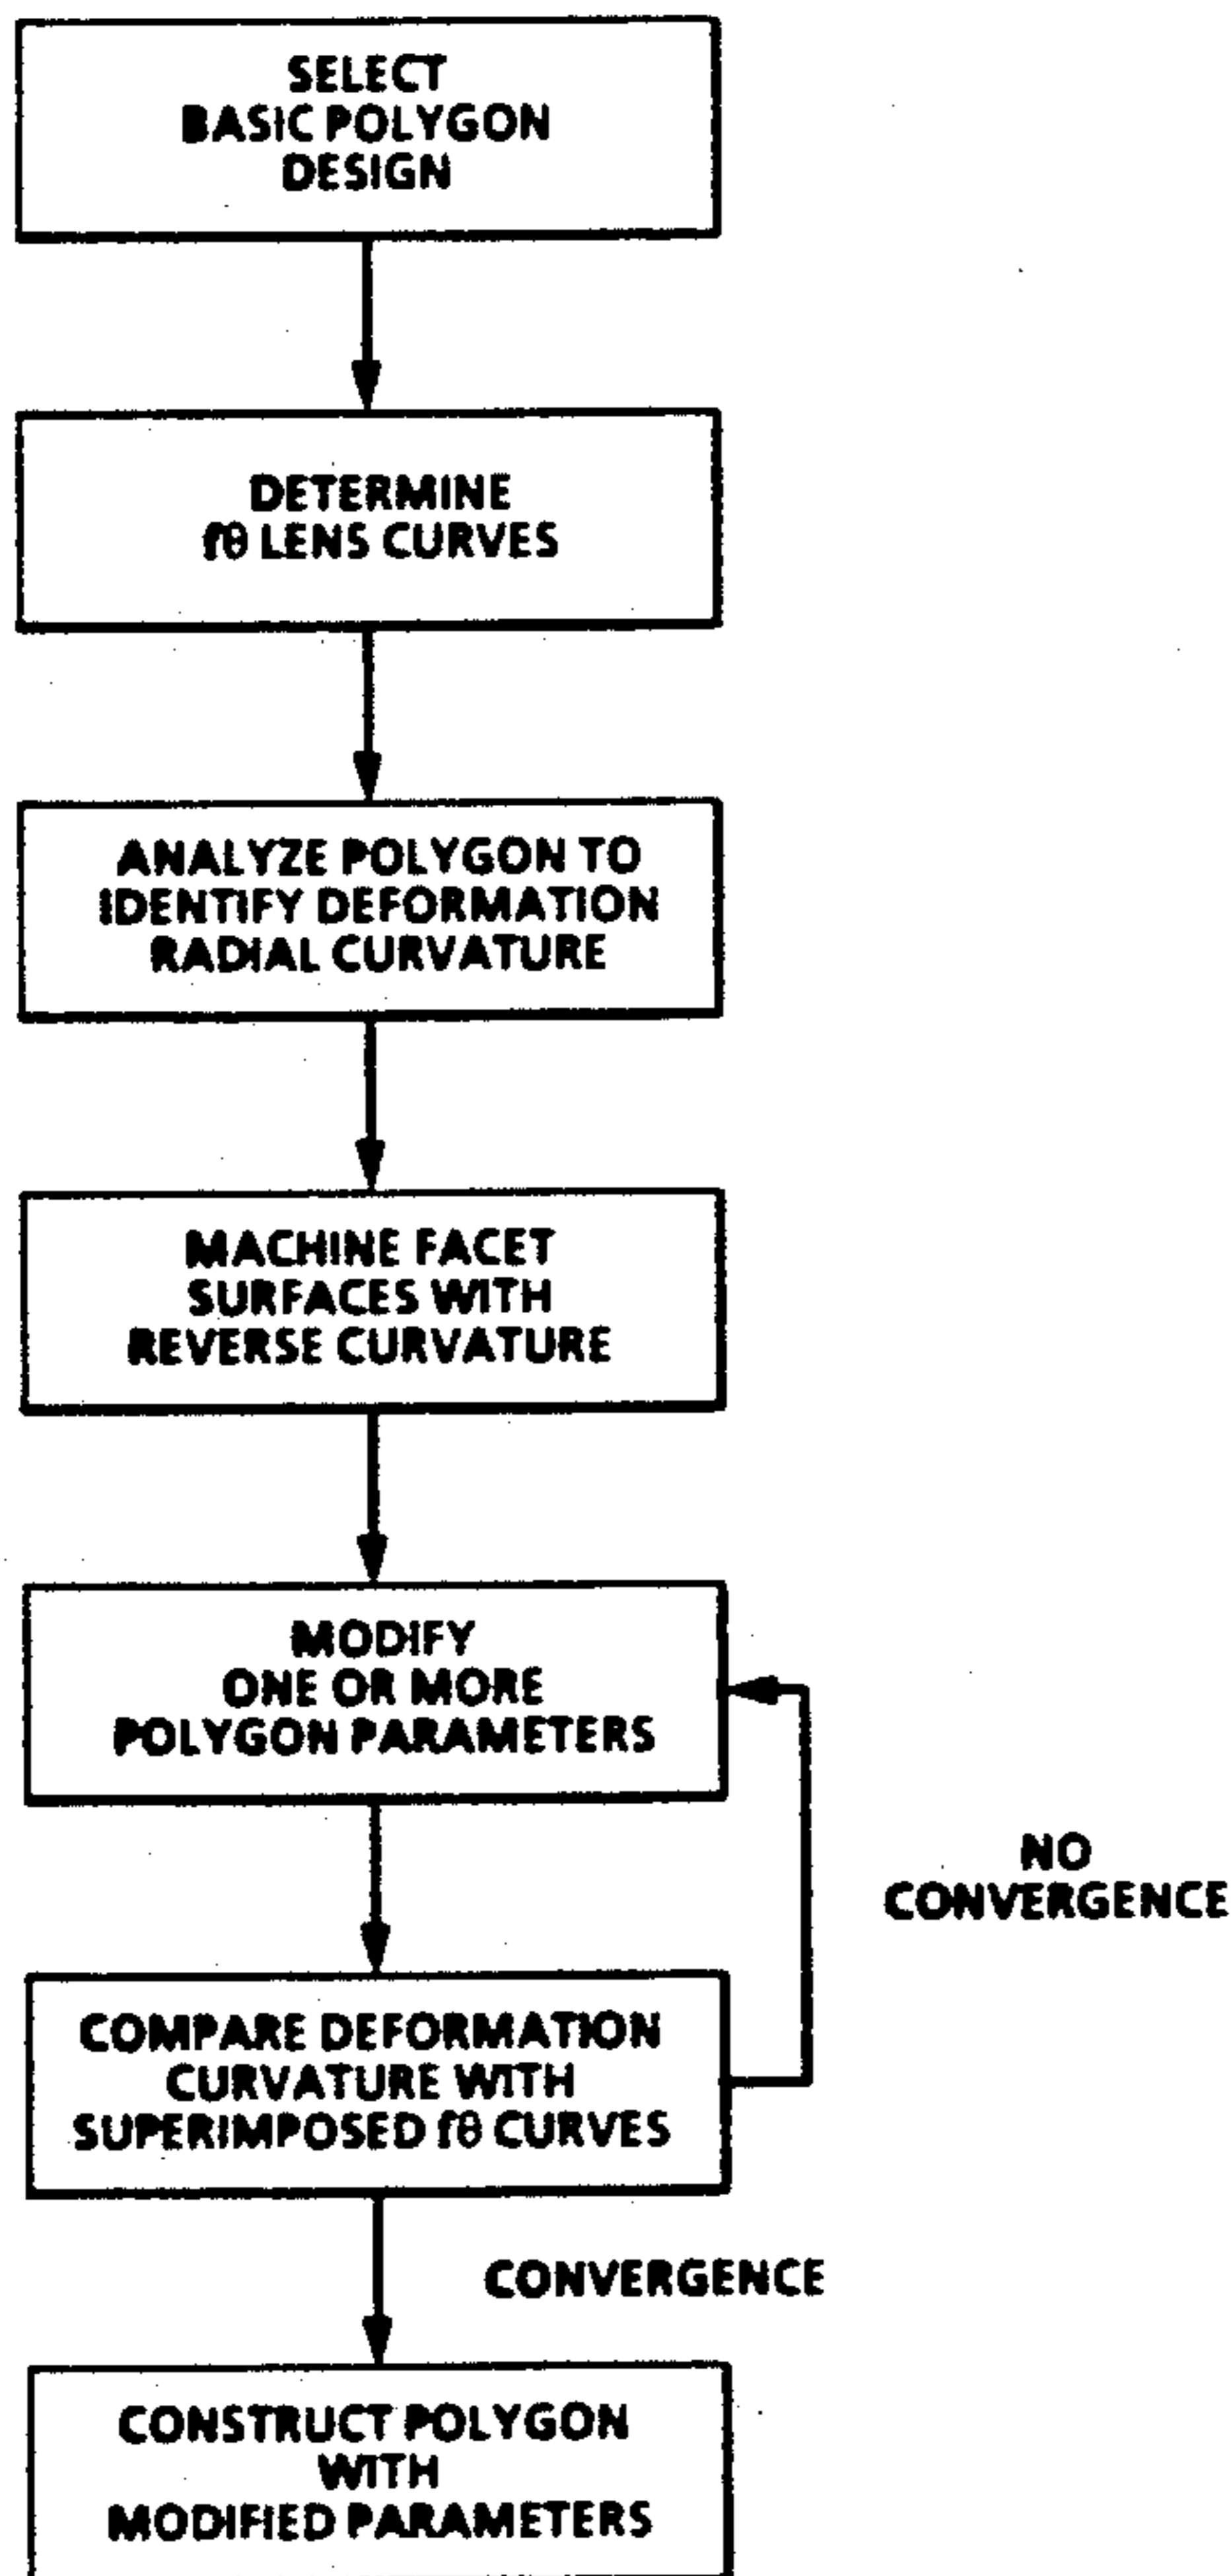 SELECT
BASIC POLYGON
DESIGN
DETERMINE
fθ LENS CURVES
ANALYZE POLYGON TO
IDENTIFY DEFORMATION
RADIAL CURVATURE
MACHINE FACET
SURFACES WITH
REVERSE CURVATURE
MODIFY
ONE OR MORE
POLYGON PARAMETERS
NO
CONVERGENCE
COMPARE DEFORMATION
CURVATURE WITH
SUPERIMPOSED fθ CURVES
CONVERGENCE
CONSTRUCT POLYGON
WITH
MODIFIED PARAMETERS